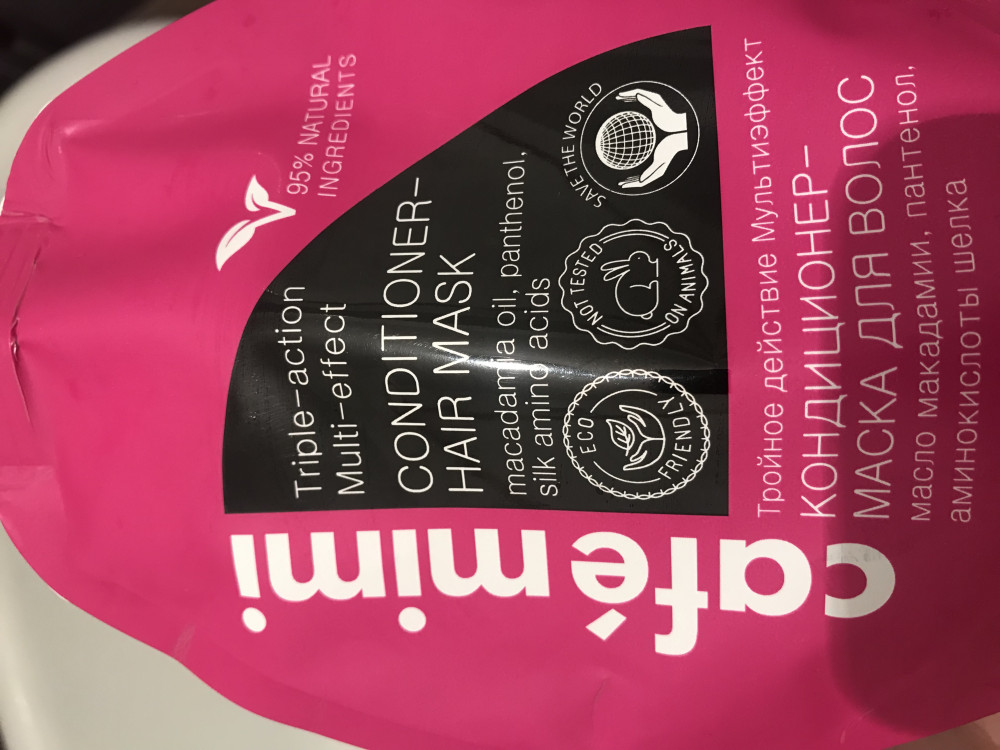 café mimi
95% NATURAL
INGREDIENTS
Triple-action
Multi-effect
CONDITIONER-
HAIR MASK
macadamia oil, panthenol,
silk amino acids
ECO FRIENDLY
NOT TESTED ON ANIMALS
SAVE THE WORLD
Тройное действие Мультиэффект
КОНДИЦИОНЕР-
МАСКА ДЛЯ ВОЛОС
масло макадамии, пантенол,
аминокислоты шелка